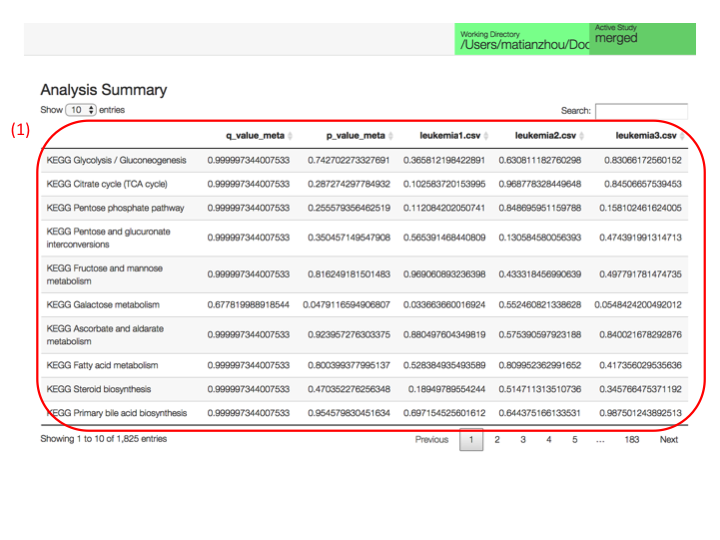 Working Directory
/Users/matianzhou/Doc
Active Study
merged
Analysis Summary
Show 10 entries
Search:
(1)
q_value_meta p_value_meta leukemia1.csv leukemia2.csv leukemia3.csv
KEGG Glycolysis / Gluconeogenesis 0.999997344007533 0.742702273327691 0.365812198422891 0.630811182760298 0.83066172560152
KEGG Citrate cycle (TCA cycle) 0.999997344007533 0.287274297784932 0.102583720153995 0.968778328449648 0.84506657539453
KEGG Pentose phosphate pathway 0.999997344007533 0.255579356462519 0.112084202050741 0.848695951159788 0.158102461624005
KEGG Pentose and glucuronate
interconversions 0.999997344007533 0.350457149547908 0.565391468440809 0.130584580056393 0.474391991314713
KEGG Fructose and mannose
metabolism 0.999997344007533 0.816249181501483 0.969060893236398 0.433318456990639 0.497791781474735
KEGG Galactose metabolism 0.677819988918544 0.0479116594906807 0.033663660016924 0.552460821338628 0.0548424200492012
KEGG Ascorbate and aldarate
metabolism 0.999997344007533 0.923957276303375 0.880497604349819 0.575390597923188 0.840021678292876
KEGG Fatty acid metabolism 0.999997344007533 0.800399377995137 0.528384935493589 0.809952362991652 0.417356029535636
KEGG Steroid biosynthesis 0.999997344007533 0.470352276256348 0.18949789554244 0.514711313510736 0.345766475371192
KEGG Primary bile acid biosynthesis 0.999997344007533 0.954579830451634 0.697154525601612 0.644375166133531 0.987501243892513
Showing 1 to 10 of 1,825 entries
Previous 1 2 3 4 5 ... 183 Next